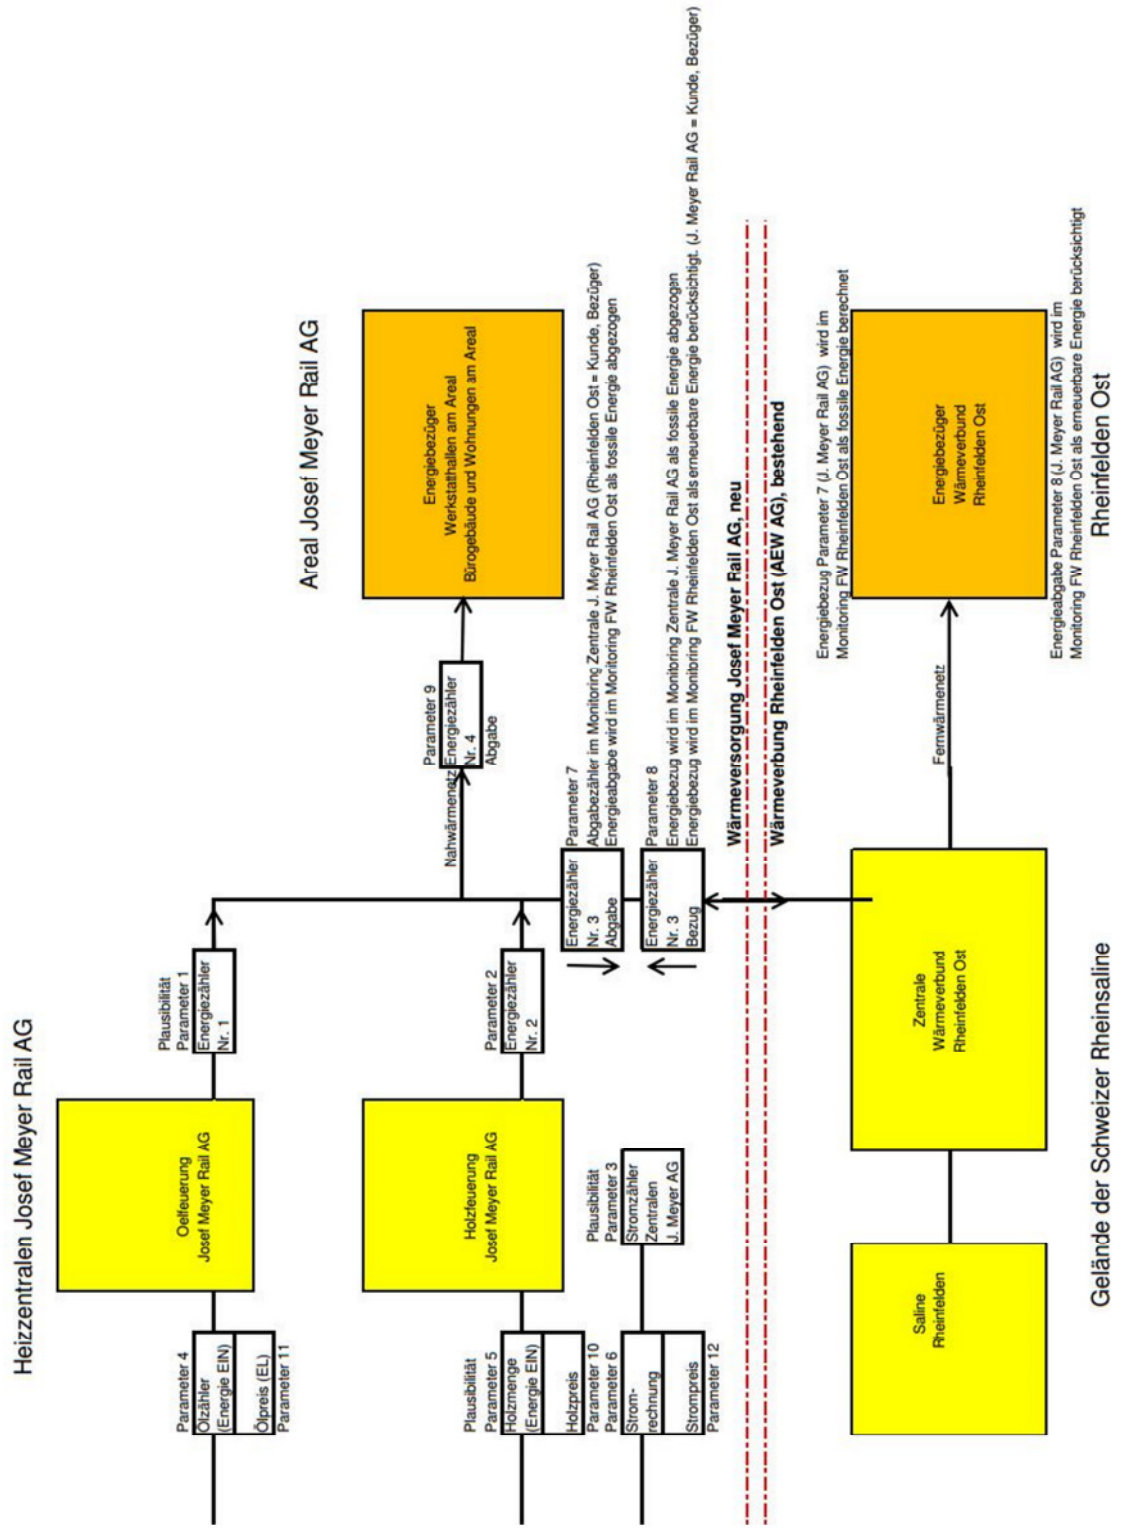 Heizzentralen Josef Meyer Rail AG
Areal Josef Meyer Rail AG
Parameter 4
Ölzähler
(Energie EIN)
Ölpreis (EL)
Parameter 11
Oelfeuerung
Josef Meyer Rail AG
Plausibilität
Parameter 1
Energiezähler
Nr. 1
Plausibilität
Parameter 5
Holzmenge
(Energie EIN)
Holzpreis
Parameter 10
Holzfeuerung
Josef Meyer Rail AG
Parameter 2
Energiezähler
Nr. 2
Nahwärmenetz
Parameter 9
Energiezähler
Nr. 4
Abgabe
Energiebezüger
Werkstatthallen am Areal
Bürogebäude und Wohnungen am Areal
Parameter 6
Strom-
rechnung
Strompreis
Parameter 12
Plausibilität
Parameter 3
Stromzähler
Zentralen
J. Meyer AG
Energiezähler
Nr. 3
Abgabe
Parameter 7
Abgabezähler im Monitoring Zentrale J. Meyer Rail AG (Rheinfelden Ost = Kunde, Bezüger)
Energieabgabe wird im Monitoring FW Rheinfelden Ost als fossile Energie abgezogen
Energiezähler
Nr. 3
Bezug
Parameter 8
Energiebezug wird im Monitoring Zentrale J. Meyer Rail AG als fossile Energie abgezogen
Energiebezug wird im Monitoring FW Rheinfelden Ost als erneuerbare Energie berücksichtigt. (J. Meyer Rail AG = Kunde, Bezüger)
Wärmeversorgung Josef Meyer Rail AG, neu
Wärmeverbung Rheinfelden Ost (AEW AG), bestehend
Saline
Rheinfelden
Zentrale
Wärmeverbund
Rheinfelden Ost
Fernwärmenetz
Energiebezug Parameter 7 (J. Meyer Rail AG) wird im
Monitoring FW Rheinfelden Ost als fossile Energie berechnet
Energiebezüger
Wärmeverbund
Rheinfelden Ost
Energieabgabe Parameter 8 (J. Meyer Rail AG) wird im
Monitoring FW Rheinfelden Ost als erneuerbare Energie berücksichtigt
Gelände der Schweizer Rheinsaline
Rheinfelden Ost